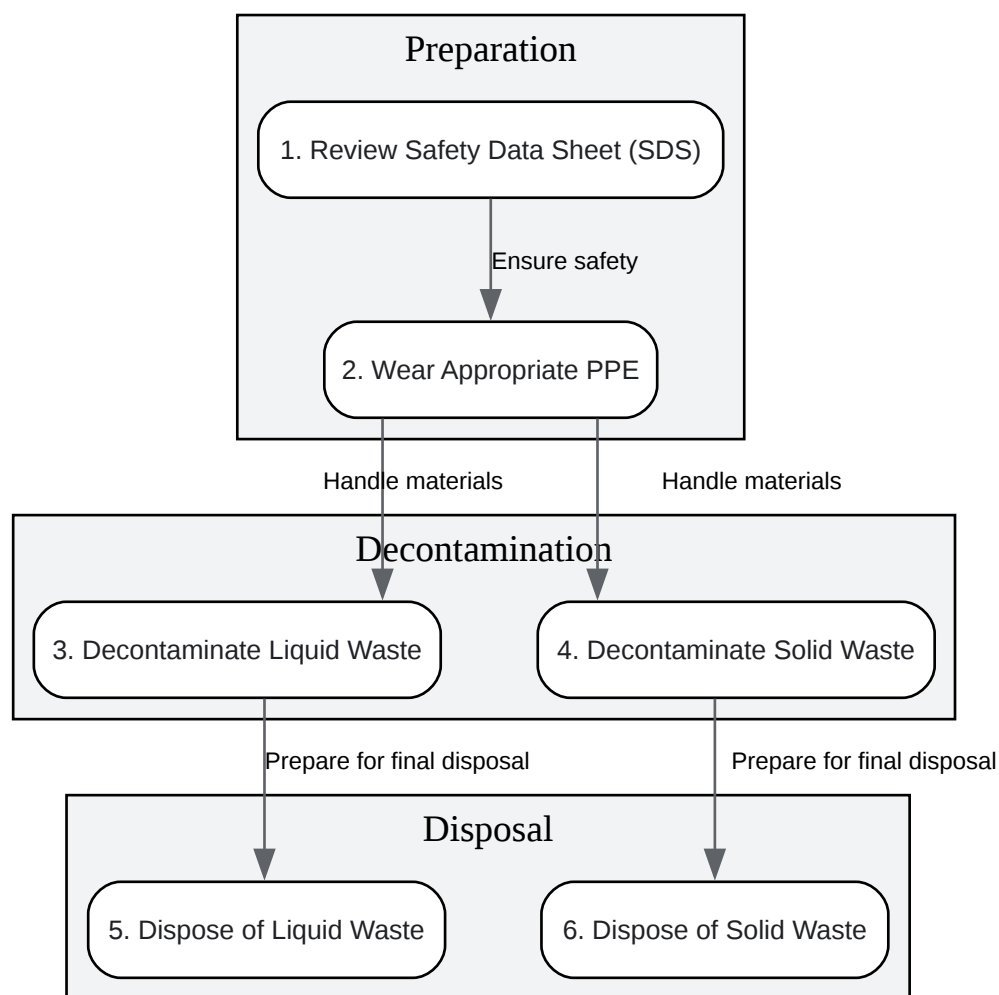 Preparation
1. Review Safety Data Sheet (SDS)
Ensure safety
2. Wear Appropriate PPE
Handle materials
Handle materials
Decontamination
3. Decontaminate Liquid Waste
4. Decontaminate Solid Waste
Prepare for final disposal
Prepare for final disposal
Disposal
5. Dispose of Liquid Waste
6. Dispose of Solid Waste